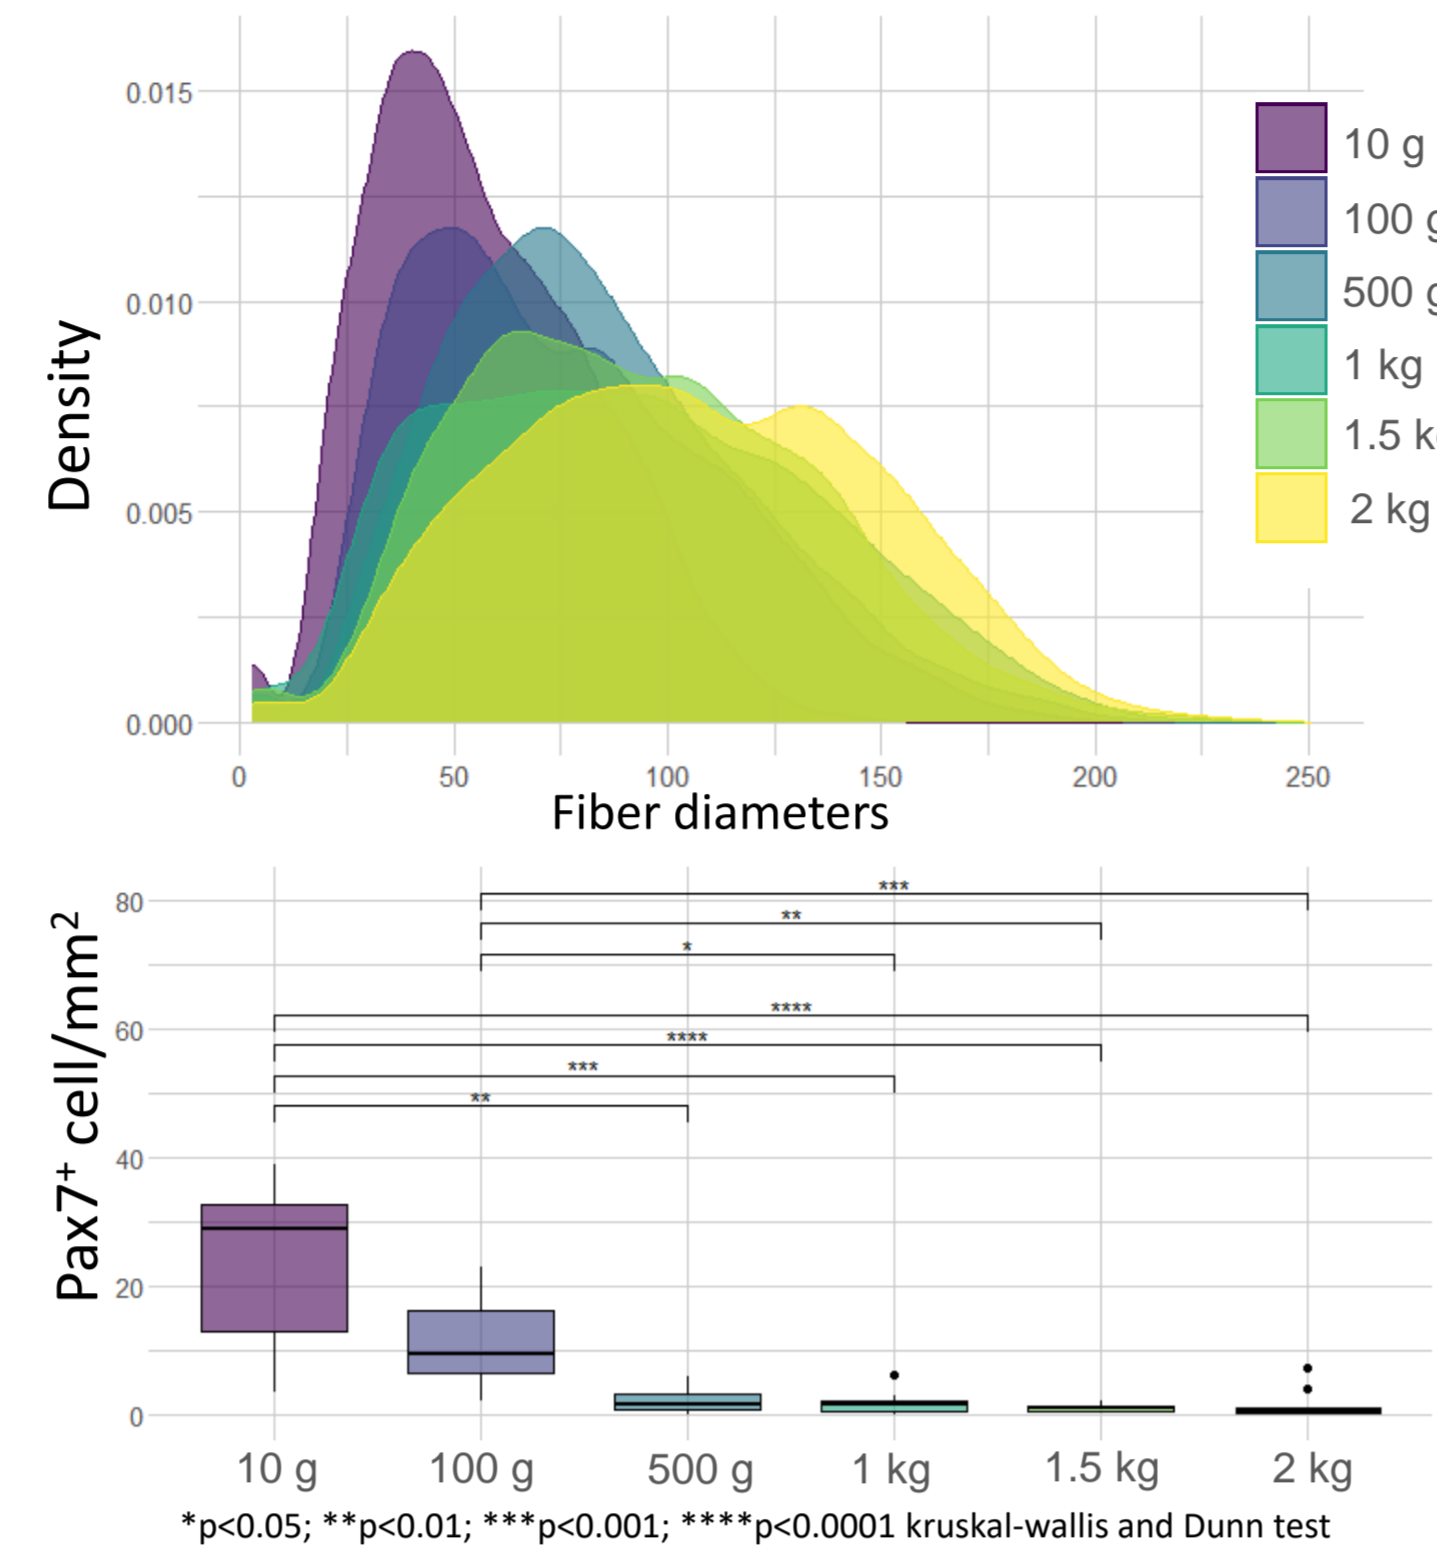 Density
0.015
0.010
0.005
0.000
0 50 100 150 200 250
Fiber diameters
10 g
100 g
500 g
1 kg
1.5 k
2 kg
Pax7⁺ cell/mm²
80
60
40
20
0
***
**
*
****
****
***
**
10 g 100 g 500 g 1 kg 1.5 kg 2 kg
*p<0.05; **p<0.01; ***p<0.001; ****p<0.0001 kruskal-wallis and Dunn test